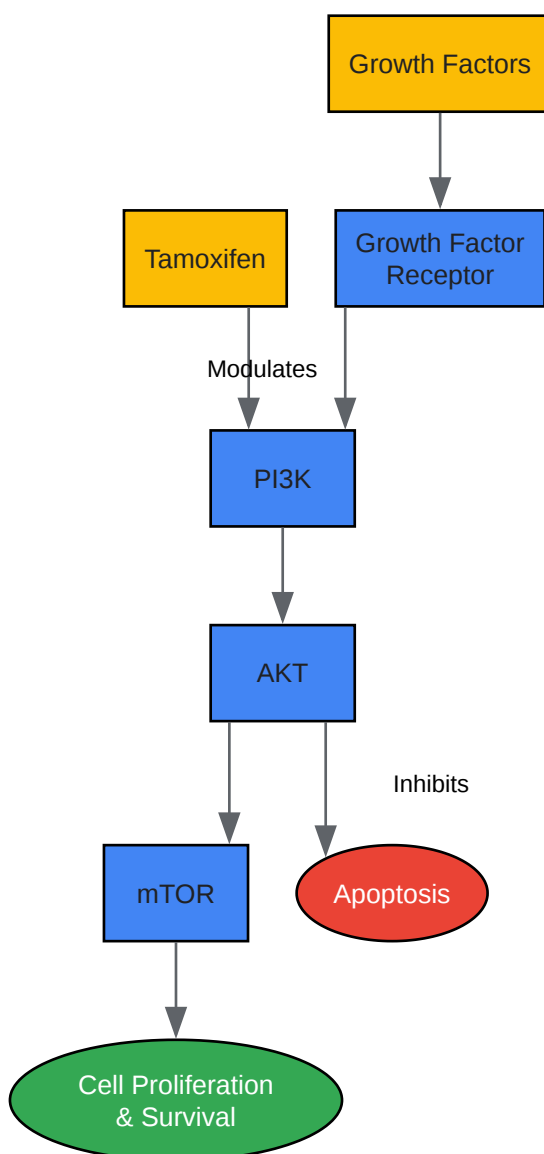 Growth Factors
Tamoxifen
Growth Factor
Receptor
Modulates
PI3K
AKT
Inhibits
mTOR
Apoptosis
Cell Proliferation
& Survival